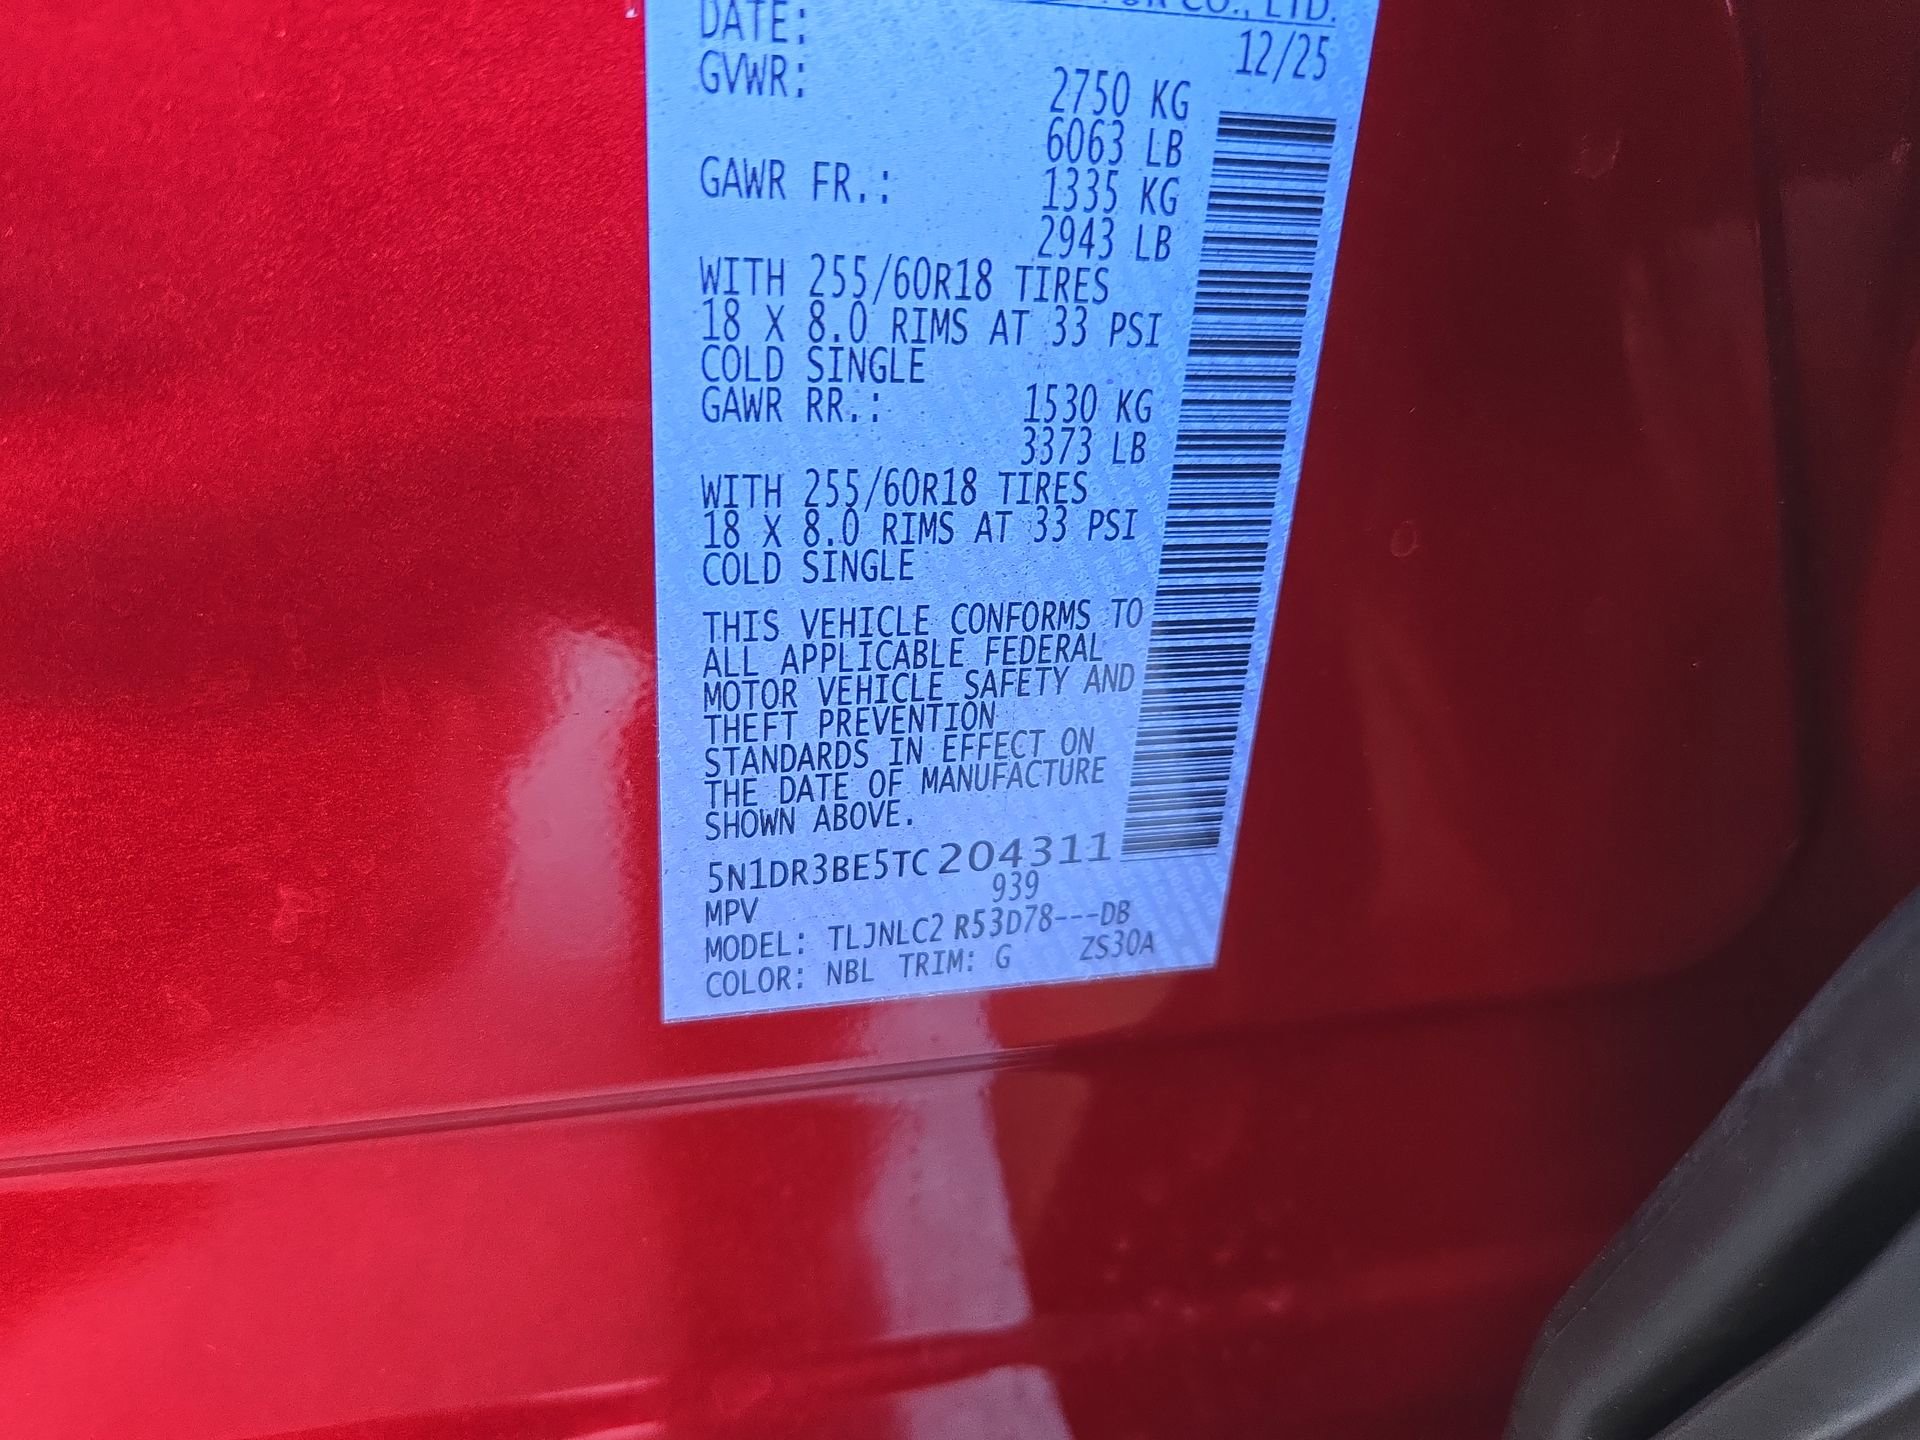 CO., LTD.
DATE: 12/25
GVWR: 2750 KG
6063 LB
GAWR FR.: 1335 KG
2943 LB
WITH 255/60R18 TIRES
18 X 8.0 RIMS AT 33 PSI
COLD SINGLE
GAWR RR.: 1530 KG
3373 LB
WITH 255/60R18 TIRES
18 X 8.0 RIMS AT 33 PSI
COLD SINGLE
THIS VEHICLE CONFORMS TO
ALL APPLICABLE FEDERAL
MOTOR VEHICLE SAFETY AND
THEFT PREVENTION
STANDARDS IN EFFECT ON
THE DATE OF MANUFACTURE
SHOWN ABOVE.
5N1DR3BE5TC204311
MPV 939
MODEL: TLJNLC2 R53D78---DB
COLOR: NBL TRIM: G ZS30A